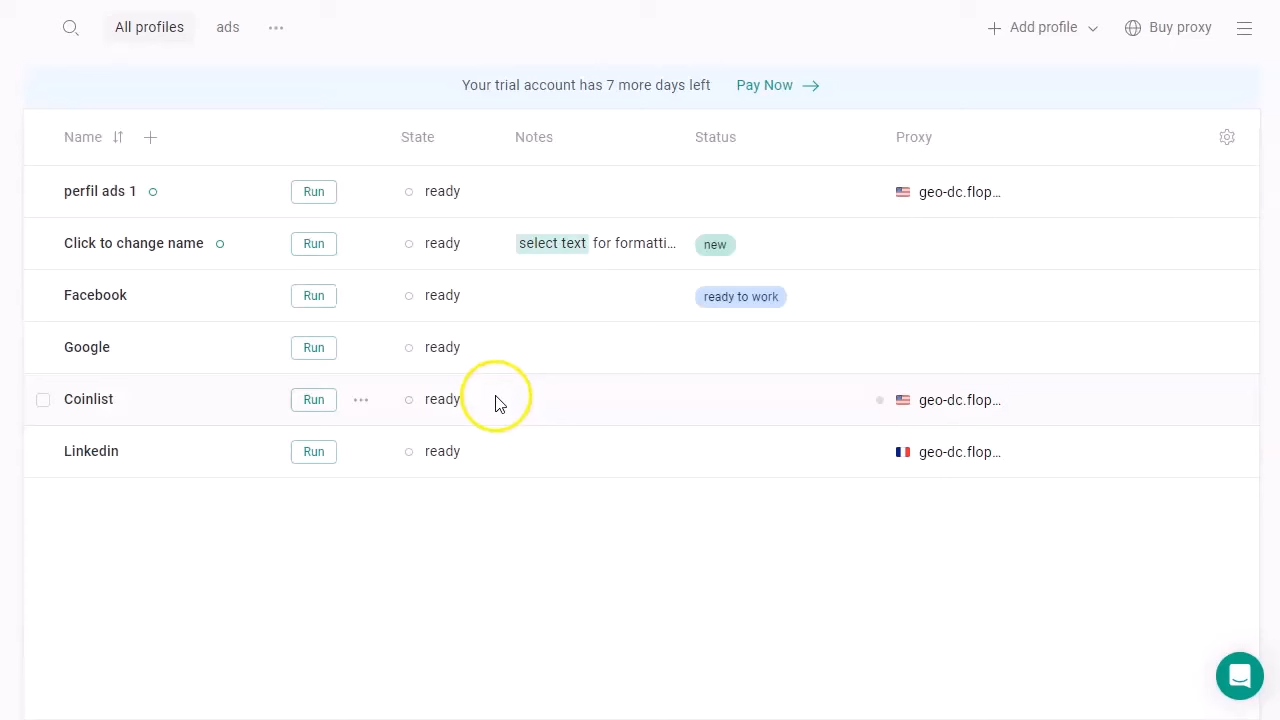 All profiles ads ··· Add profile Buy proxy
Your trial account has 7 more days left Pay Now →
Name State Notes Status Proxy
perfil ads 1 Run ready geo-dc.flop...
Click to change name Run ready select text for formatti... new
Facebook Run ready ready to work
Google Run ready
Coinlist Run ··· ready geo-dc.flop...
Linkedin Run ready geo-dc.flop...